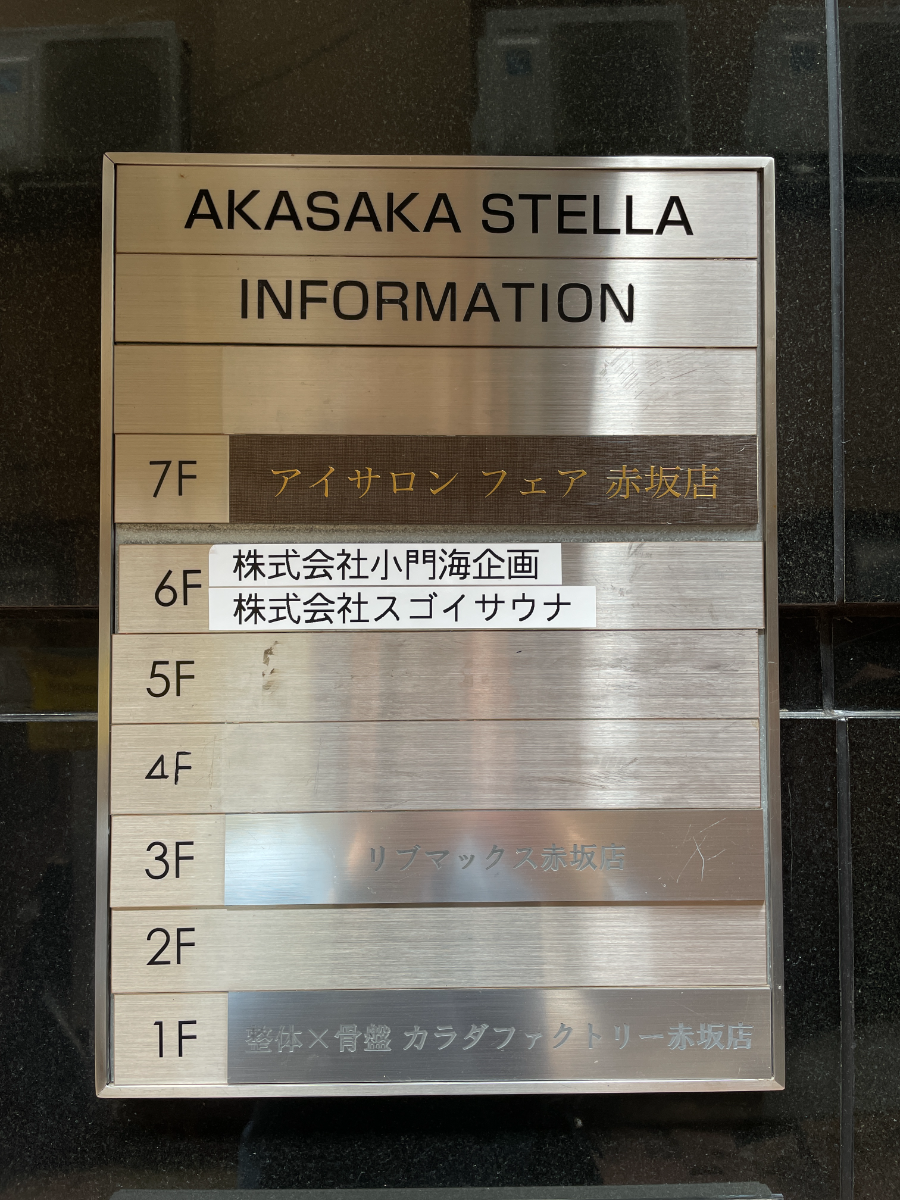 AKASAKA STELLA
INFORMATION
7F アイサロン フェア 赤坂店
6F 株式会社小門海企画
株式会社スゴイサウナ
5F
4F
3F リブマックス赤坂店
2F
1F 整体×骨盤 カラダファクトリー赤坂店